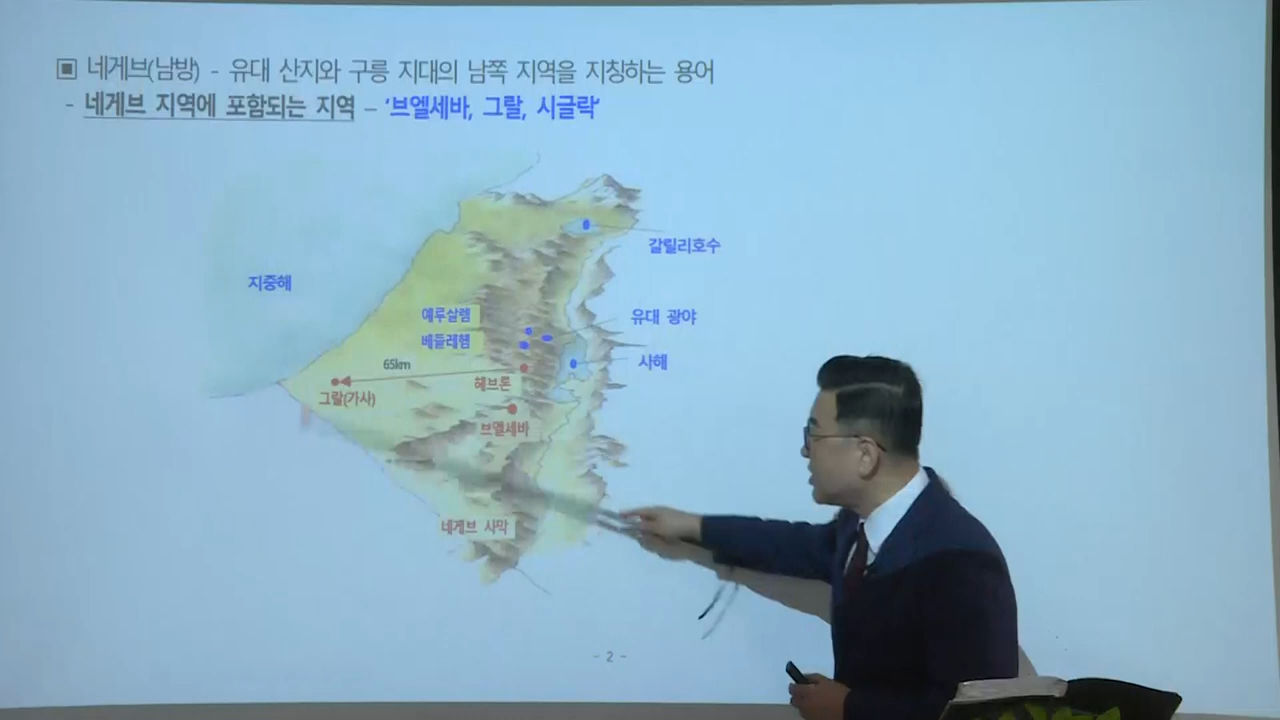 ▣ 네게브(남방) - 유대 산지와 구릉 지대의 남쪽 지역을 지칭하는 용어
- 네게브 지역에 포함되는 지역 – '브엘세바, 그랄, 시글락'
갈릴리호수
지중해
예루살렘
유대 광야
베들레헴
사해
65km
헤브론
그랄(가사)
브엘세바
네게브 사막
- 2 -